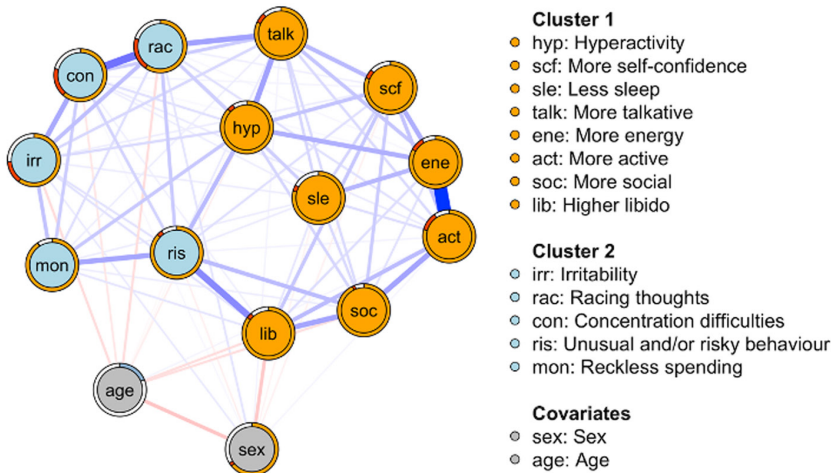 talk
rac
con
scf
hyp
irr
ene
sle
act
ris
mon
soc
lib
age
sex
Cluster 1
hyp: Hyperactivity
scf: More self-confidence
sle: Less sleep
talk: More talkative
ene: More energy
act: More active
soc: More social
lib: Higher libido
Cluster 2
irr: Irritability
rac: Racing thoughts
con: Concentration difficulties
ris: Unusual and/or risky behaviour
mon: Reckless spending
Covariates
sex: Sex
age: Age